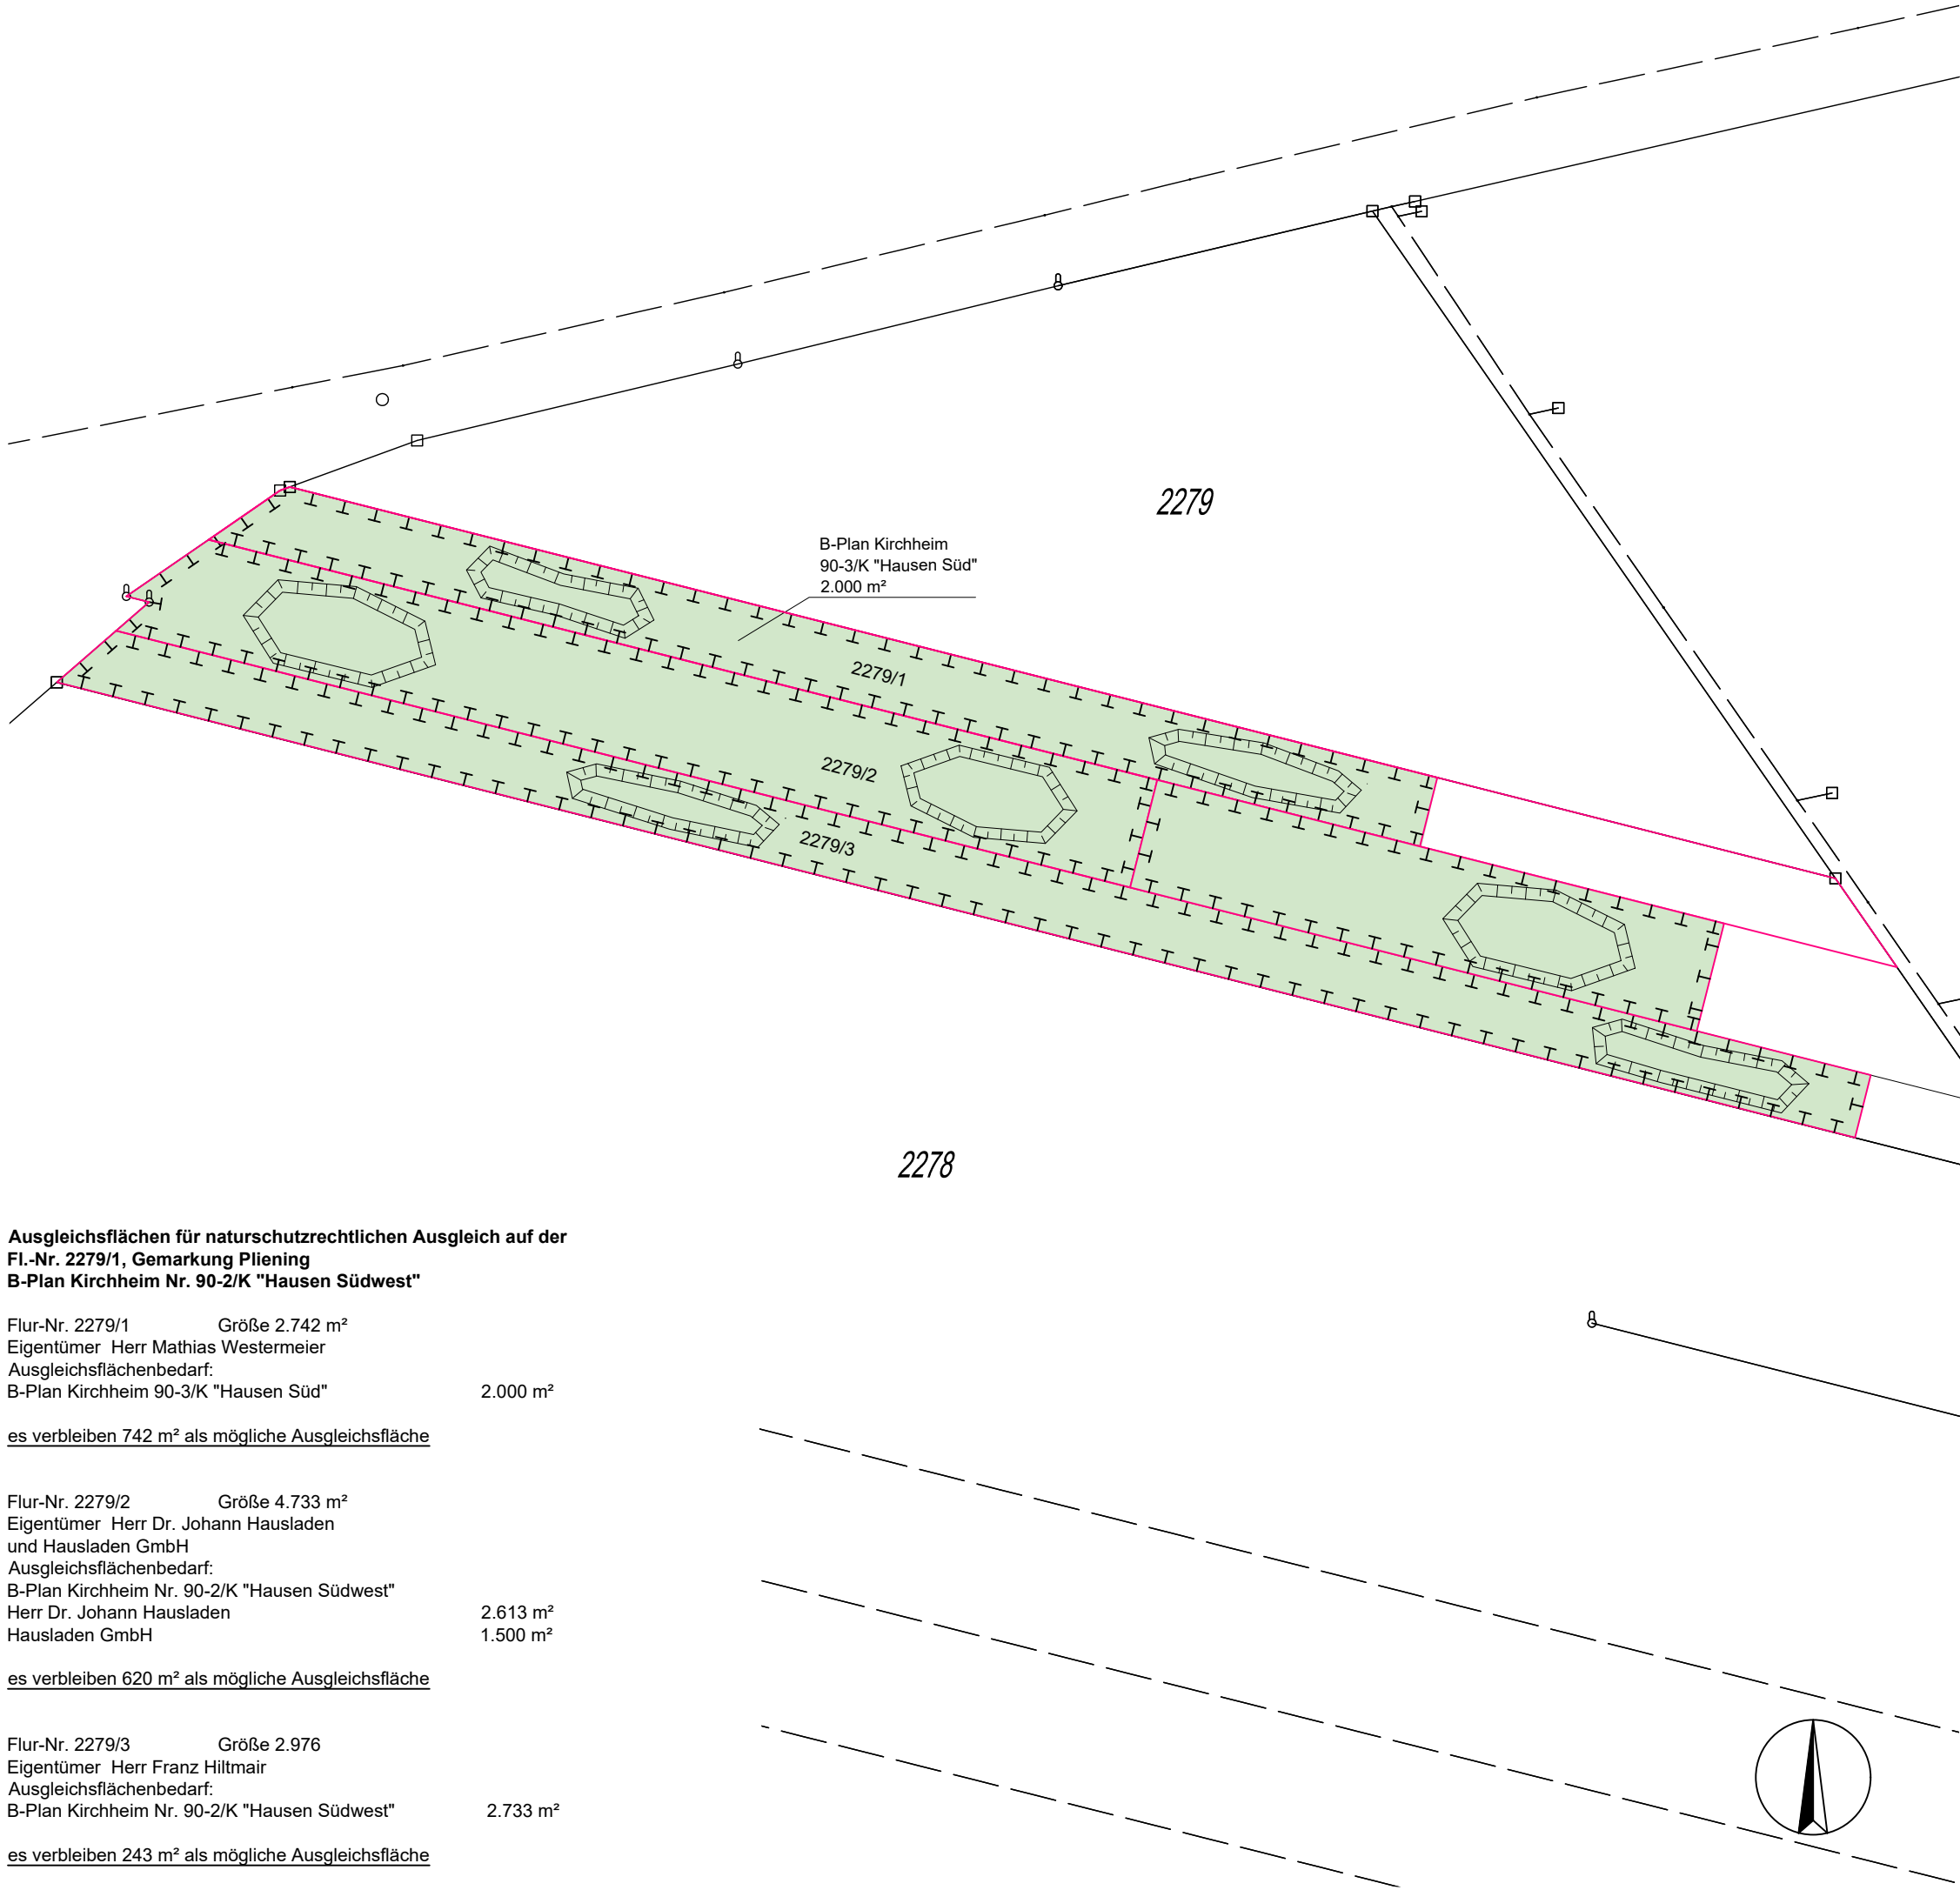 2279
B-Plan Kirchheim
90-3/K "Hausen Süd"
2.000 m²
2279/1
2279/2
2279/3
2278
Ausgleichsflächen für naturschutzrechtlichen Ausgleich auf der
Fl.-Nr. 2279/1, Gemarkung Pliening
B-Plan Kirchheim Nr. 90-2/K "Hausen Südwest"
Flur-Nr. 2279/1 Größe 2.742 m²
Eigentümer Herr Mathias Westermeier
Ausgleichsflächenbedarf:
B-Plan Kirchheim 90-3/K "Hausen Süd" 2.000 m²
es verbleiben 742 m² als mögliche Ausgleichsfläche
Flur-Nr. 2279/2 Größe 4.733 m²
Eigentümer Herr Dr. Johann Hausladen
und Hausladen GmbH
Ausgleichsflächenbedarf:
B-Plan Kirchheim Nr. 90-2/K "Hausen Südwest"
Herr Dr. Johann Hausladen 2.613 m²
Hausladen GmbH 1.500 m²
es verbleiben 620 m² als mögliche Ausgleichsfläche
Flur-Nr. 2279/3 Größe 2.976
Eigentümer Herr Franz Hiltmair
Ausgleichsflächenbedarf:
B-Plan Kirchheim Nr. 90-2/K "Hausen Südwest" 2.733 m²
es verbleiben 243 m² als mögliche Ausgleichsfläche